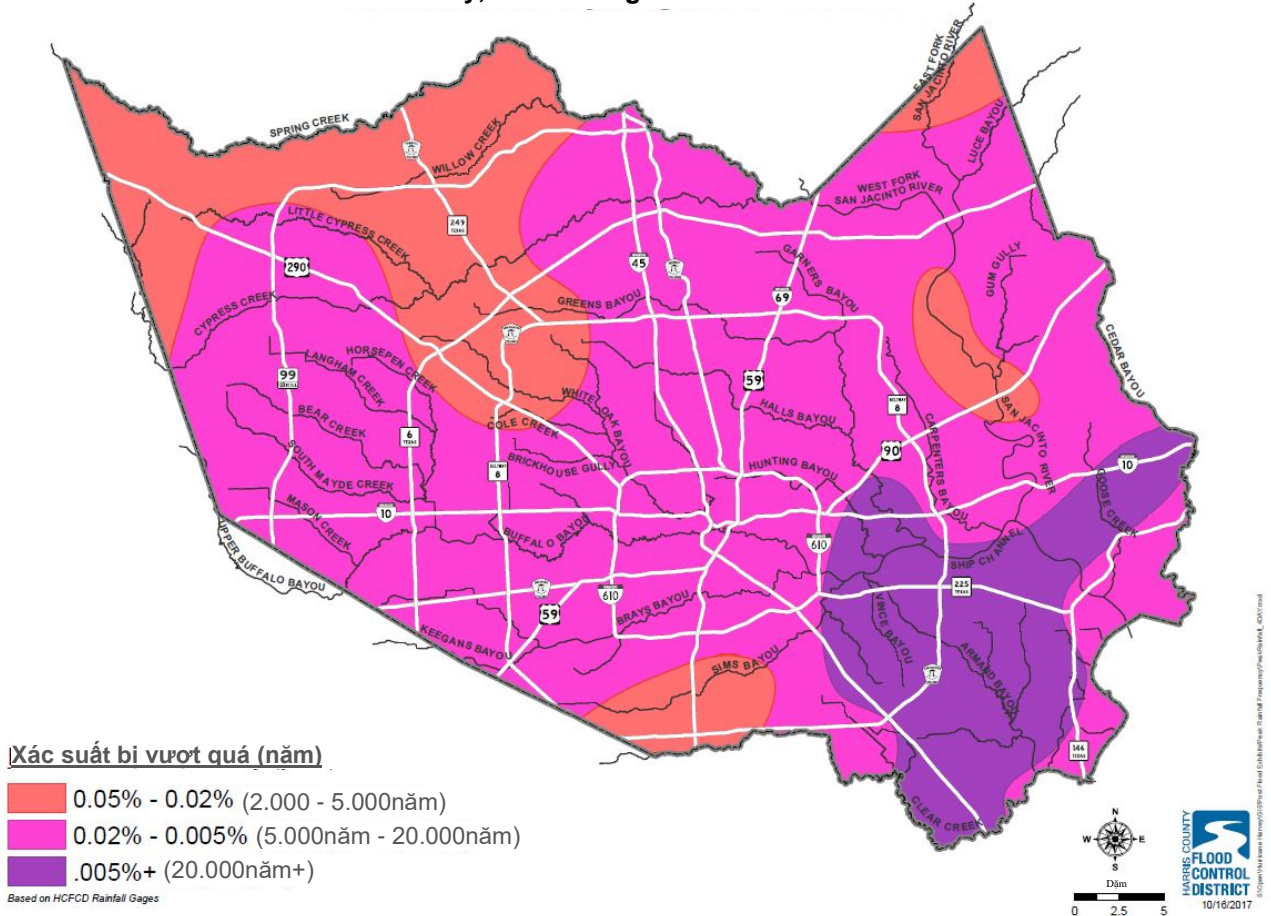 EAST FORK
SAN JACINTO RIVER
SPRING CREEK
WILLOW CREEK
LUCE BAYOU
WEST FORK
SAN JACINTO RIVER
LITTLE CYPRESS CREEK
249
TEXAS
290
45
GARNERS BAYOU
GUM GULLY
69
CYPRESS CREEK
GREENS BAYOU
CEDAR BAYOU
HORSEPEN CREEK
LANGHAM CREEK
99
59
WHITE OAK BAYOU
HALLS BAYOU
BELTWAY
8
BEAR CREEK
COLE CREEK
CARPENTERS BAYOU
SAN JACINTO RIVER
6
TEXAS
90
SOUTH MAYDE CREEK
BRICKHOUSE GULLY
HUNTING BAYOU
BELTWAY
8
10
GOOSE CREEK
MASON CREEK
10
BUFFALO BAYOU
610
SHIP CHANNEL
UPPER BUFFALO BAYOU
225
TEXAS
59
610
BRAYS BAYOU
VINCE BAYOU
KEEGANS BAYOU
SIMS BAYOU
ARMAND BAYOU
146
TEXAS
CLEAR CREEK
Xác suất bị vượt quá (năm)
0.05% - 0.02% (2.000 - 5.000năm)
0.02% - 0.005% (5.000năm - 20.000năm)
.005%+ (20.000năm+)
Based on HCFCD Rainfall Gages
N
W E
S
Dặm
0 2.5 5
HARRIS COUNTY
FLOOD
CONTROL
DISTRICT
10/16/2017